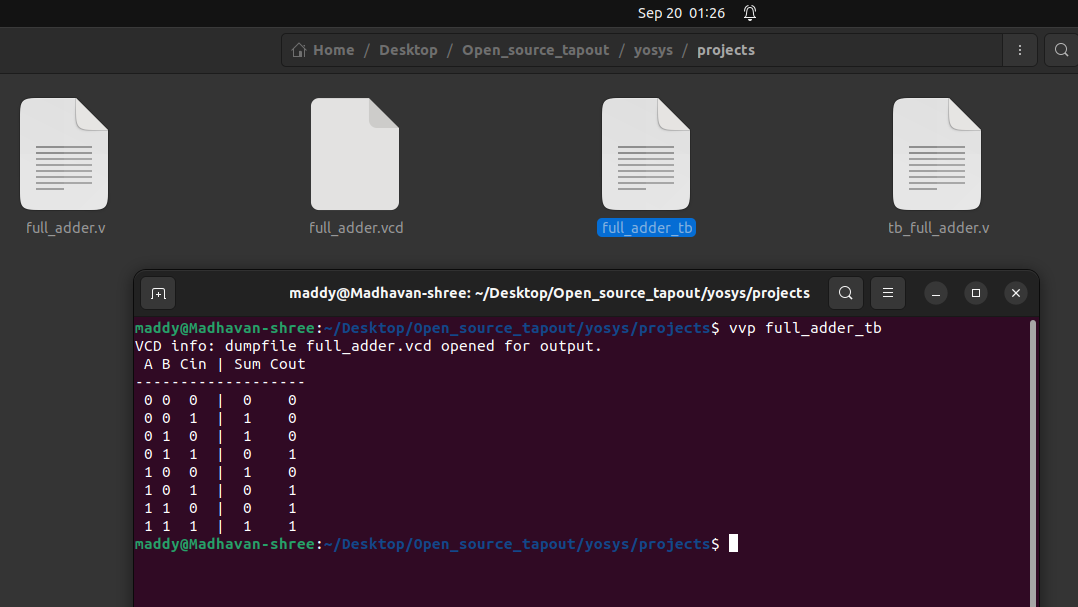 Sep 20 01:26
Home / Desktop / Open_source_tapout / yosys / projects
full_adder.v full_adder.vcd full_adder_tb tb_full_adder.v
maddy@Madhavan-shree: ~/Desktop/Open_source_tapout/yosys/projects
maddy@Madhavan-shree:~/Desktop/Open_source_tapout/yosys/projects$ vvp full_adder_tb
VCD info: dumpfile full_adder.vcd opened for output.
A B Cin | Sum Cout
-------------------
0 0 0 | 0 0
0 0 1 | 1 0
0 1 0 | 1 0
0 1 1 | 0 1
1 0 0 | 1 0
1 0 1 | 0 1
1 1 0 | 0 1
1 1 1 | 1 1
maddy@Madhavan-shree:~/Desktop/Open_source_tapout/yosys/projects$